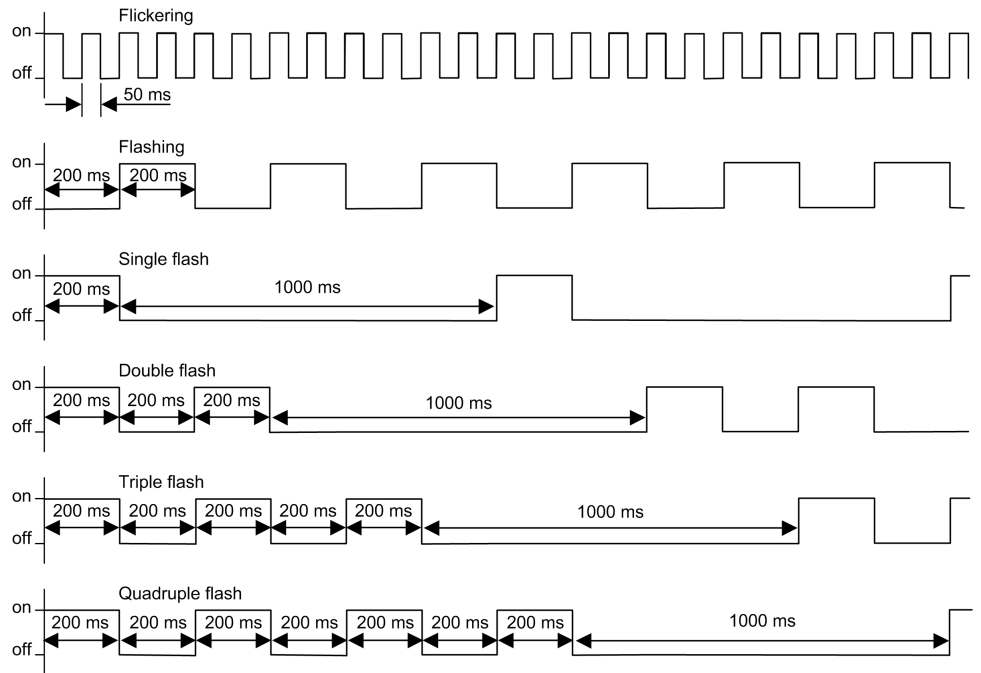 Flickering
on
off
50 ms
Flashing
on
200 ms 200 ms
off
Single flash
on
200 ms 1000 ms
off
Double flash
on
200 ms 200 ms 200 ms 1000 ms
off
Triple flash
on
200 ms 200 ms 200 ms 200 ms 200 ms 1000 ms
off
Quadruple flash
on
200 ms 200 ms 200 ms 200 ms 200 ms 200 ms 200 ms 1000 ms
off